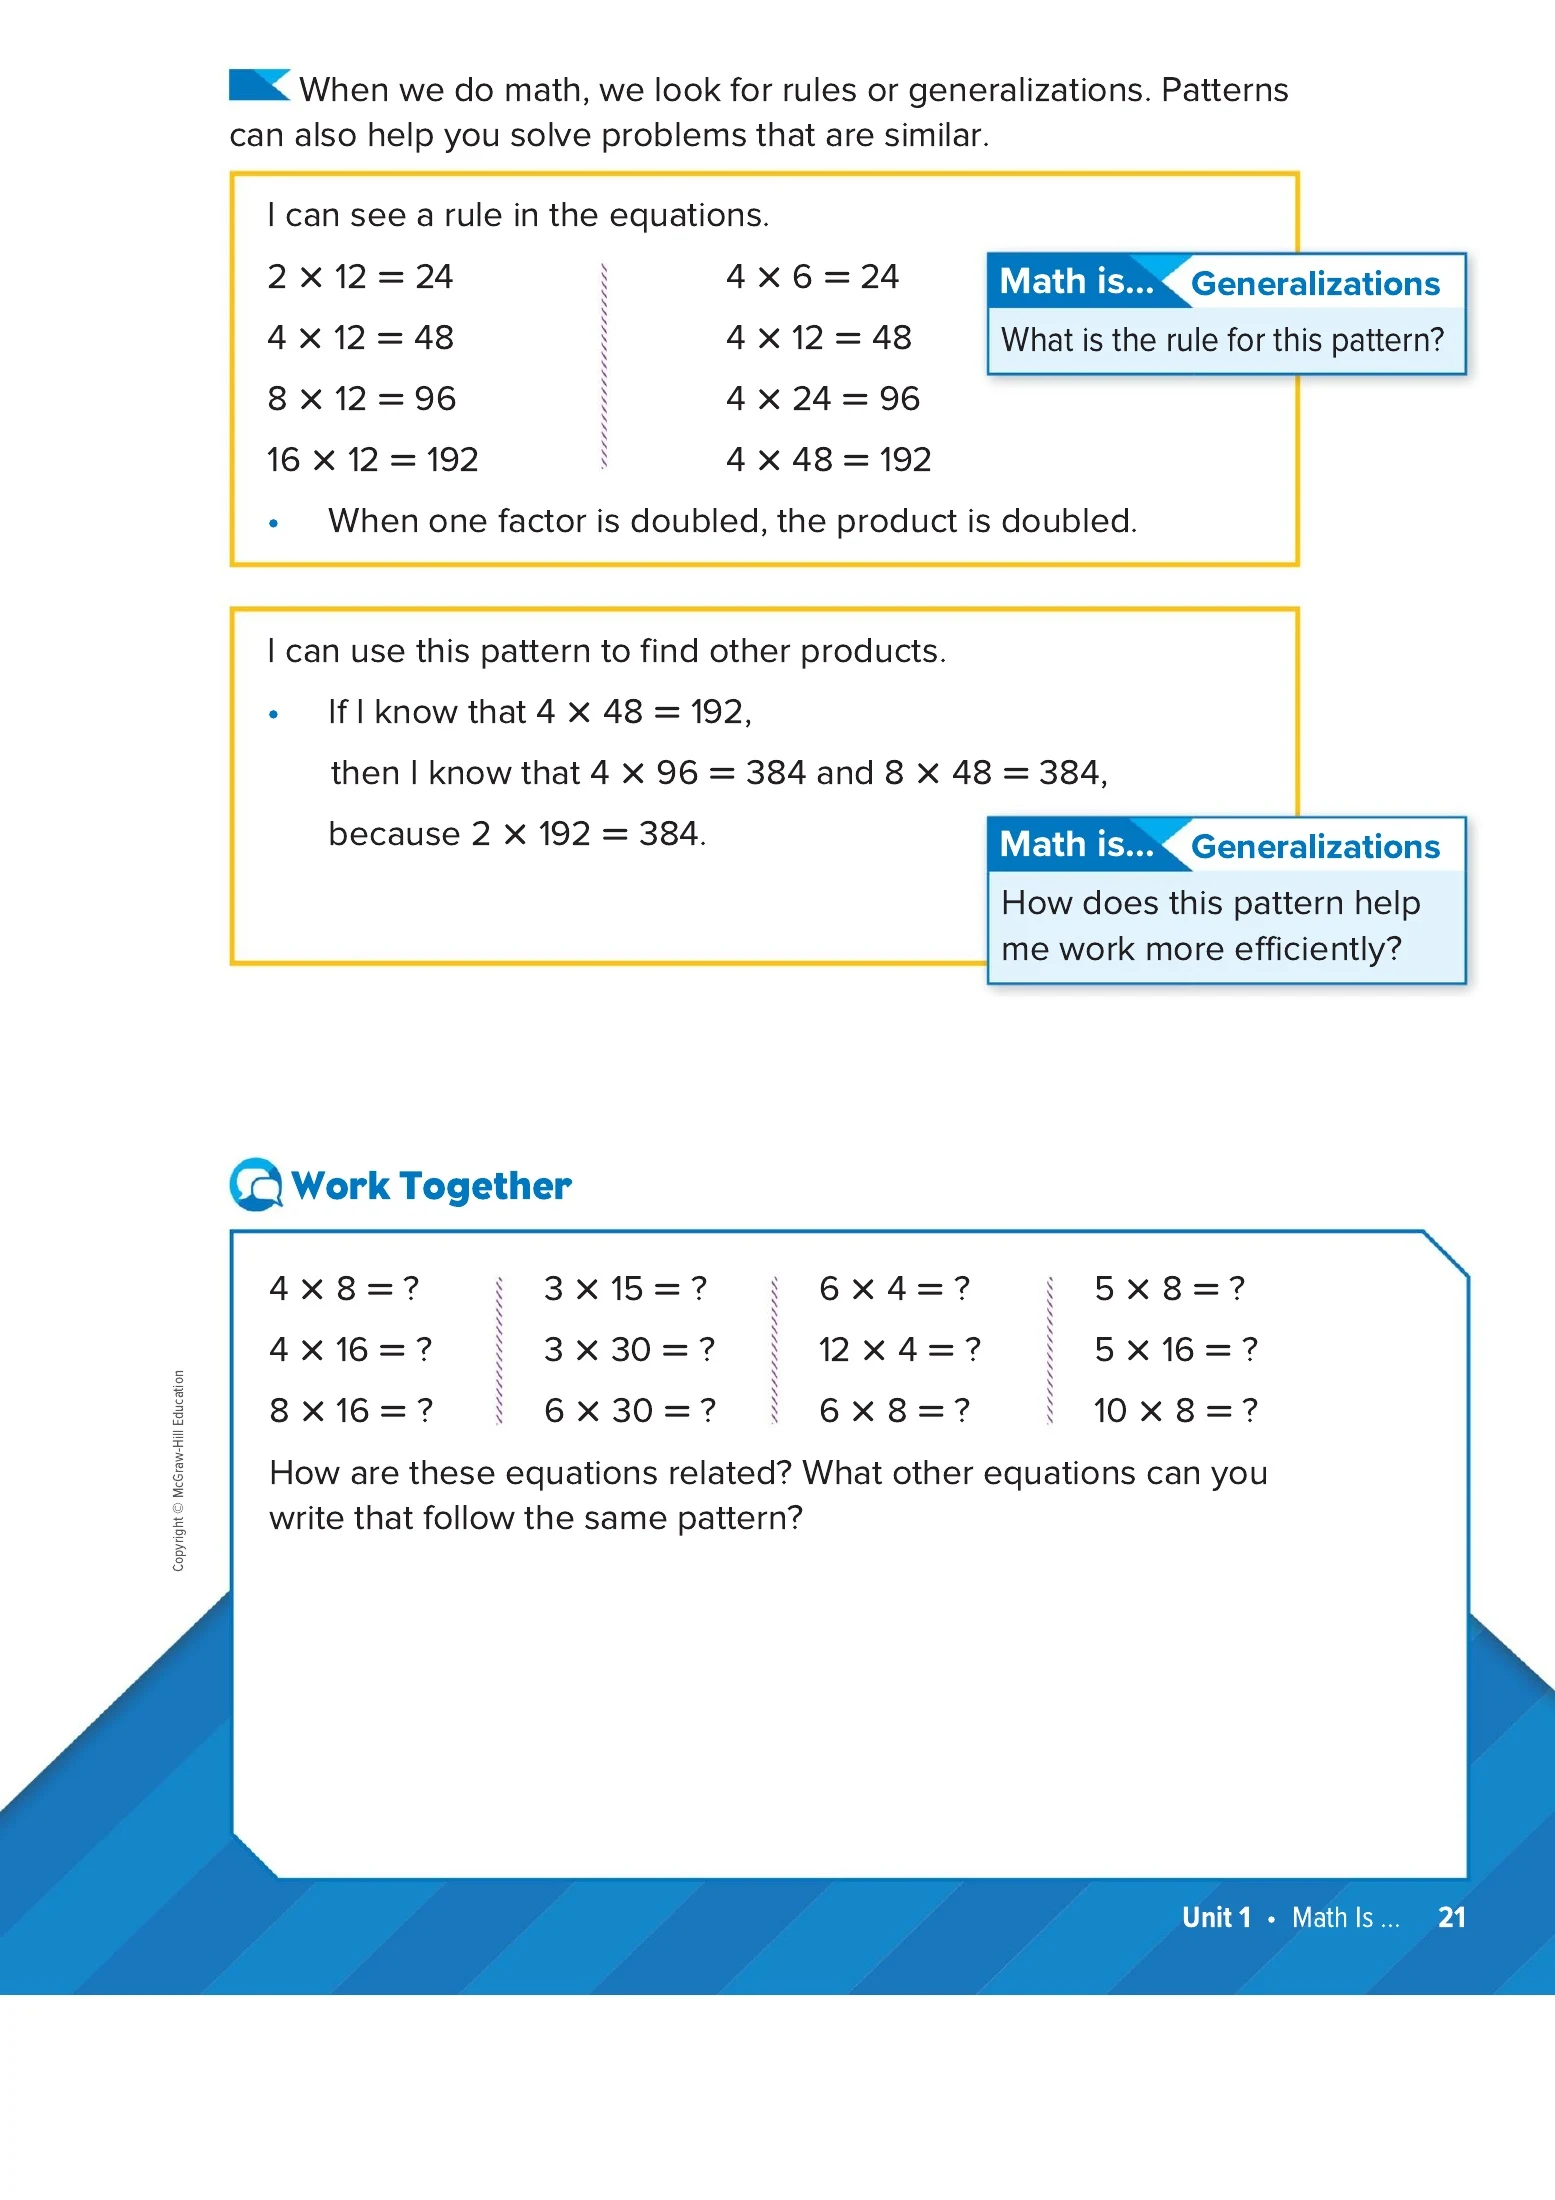 When we do math, we look for rules or generalizations. Patterns
can also help you solve problems that are similar.
I can see a rule in the equations.
2 × 12 = 24
4 × 12 = 48
8 × 12 = 96
16 × 12 = 192
4 × 6 = 24
4 × 12 = 48
4 × 24 = 96
4 × 48 = 192
Math is... Generalizations
What is the rule for this pattern?
• When one factor is doubled, the product is doubled.
I can use this pattern to find other products.
• If I know that 4 × 48 = 192,
then I know that 4 × 96 = 384 and 8 × 48 = 384,
because 2 × 192 = 384.
Math is... Generalizations
How does this pattern help
me work more efficiently?
Work Together
4 × 8 = ?
4 × 16 = ?
8 × 16 = ?
3 × 15 = ?
3 × 30 = ?
6 × 30 = ?
6 × 4 = ?
12 × 4 = ?
6 × 8 = ?
5 × 8 = ?
5 × 16 = ?
10 × 8 = ?
How are these equations related? What other equations can you
write that follow the same pattern?
Copyright © McGraw-Hill Education
Unit 1 • Math Is ... 21